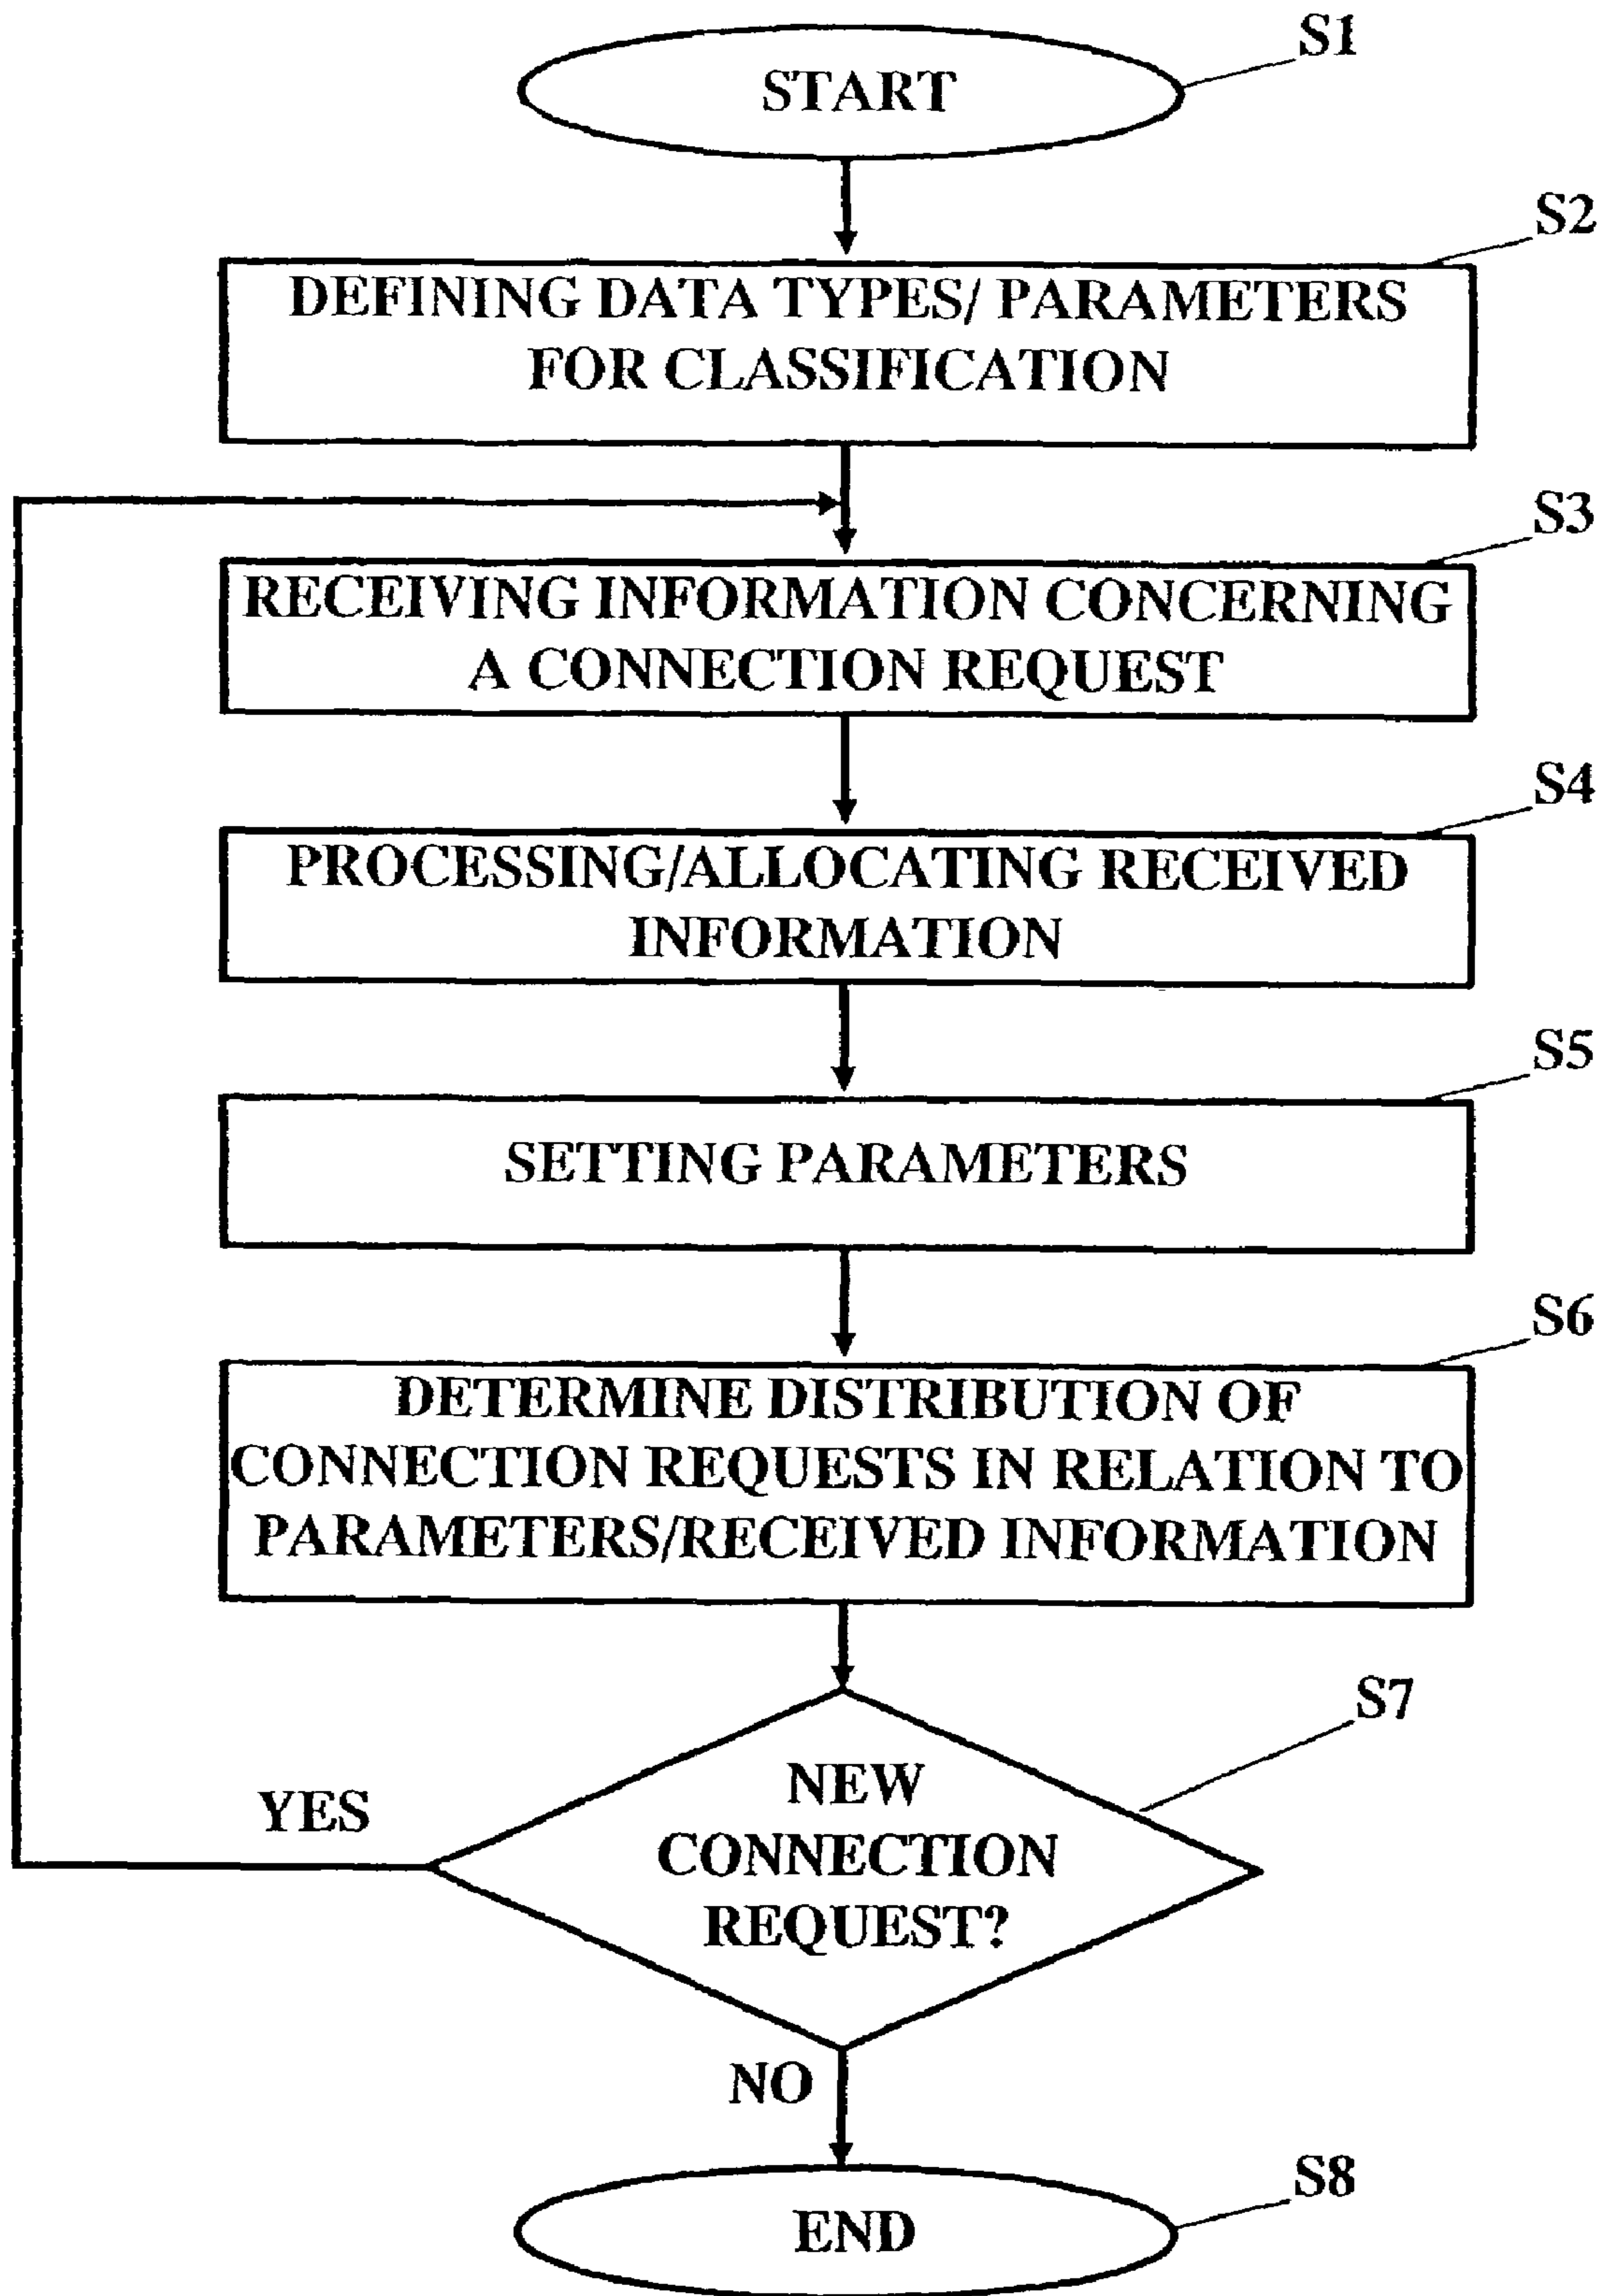 S1
START
S2
DEFINING DATA TYPES/ PARAMETERS
FOR CLASSIFICATION
S3
RECEIVING INFORMATION CONCERNING
A CONNECTION REQUEST
S4
PROCESSING/ALLOCATING RECEIVED
INFORMATION
S5
SETTING PARAMETERS
S6
DETERMINE DISTRIBUTION OF
CONNECTION REQUESTS IN RELATION TO
PARAMETERS/RECEIVED INFORMATION
S7
NEW
CONNECTION
REQUEST?
YES
NO
S8
END